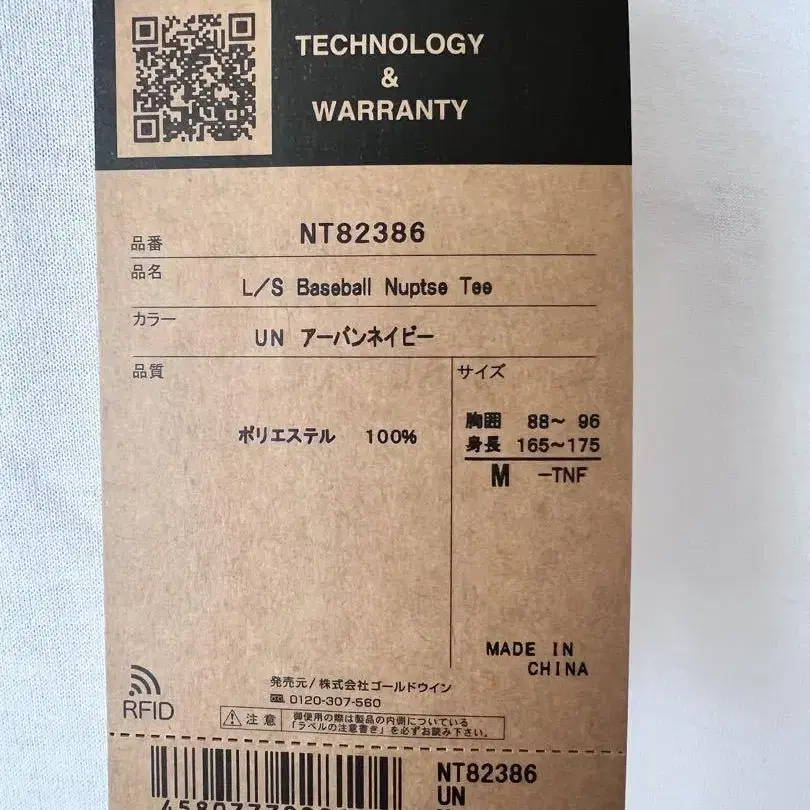 TECHNOLOGY
&
WARRANTY
品番 NT82386
品名 L/S Baseball Nuptse Tee
カラー UN アーバンネイビー
品質
ポリエステル 100%
サイズ
胸囲 88～ 96
身長 165～175
M -TNF
MADE IN
CHINA
RFID
発売元/株式会社ゴールドウイン
0120-307-560
注意 御使用の際は製品の内側についている
「ラベルの注意書き」を必ずお読み下さい。
NT82386
UN